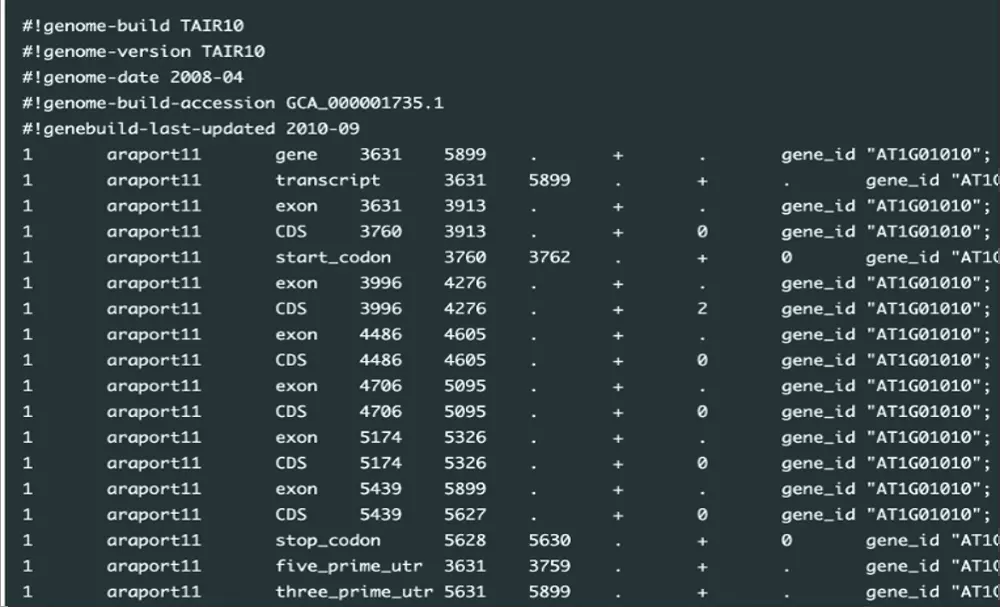 #!genome-build TAIR10
#!genome-version TAIR10
#!genome-date 2008-04
#!genome-build-accession GCA_000001735.1
#!genebuild-last-updated 2010-09
1 araport11 gene 3631 5899 . + . gene_id "AT1G01010";
1 araport11 transcript 3631 5899 . + . gene_id "AT1
1 araport11 exon 3631 3913 . + . gene_id "AT1G01010";
1 araport11 CDS 3760 3913 . + 0 gene_id "AT1G01010";
1 araport11 start_codon 3760 3762 . + 0 gene_id "AT1
1 araport11 exon 3996 4276 . + . gene_id "AT1G01010";
1 araport11 CDS 3996 4276 . + 2 gene_id "AT1G01010";
1 araport11 exon 4486 4605 . + . gene_id "AT1G01010";
1 araport11 CDS 4486 4605 . + 0 gene_id "AT1G01010";
1 araport11 exon 4706 5095 . + . gene_id "AT1G01010";
1 araport11 CDS 4706 5095 . + 0 gene_id "AT1G01010";
1 araport11 exon 5174 5326 . + . gene_id "AT1G01010";
1 araport11 CDS 5174 5326 . + 0 gene_id "AT1G01010";
1 araport11 exon 5439 5899 . + . gene_id "AT1G01010";
1 araport11 CDS 5439 5627 . + 0 gene_id "AT1G01010";
1 araport11 stop_codon 5628 5630 . + 0 gene_id "AT1
1 araport11 five_prime_utr 3631 3759 . + . gene_id "AT1
1 araport11 three_prime_utr 5631 5899 . + . gene_id "AT1